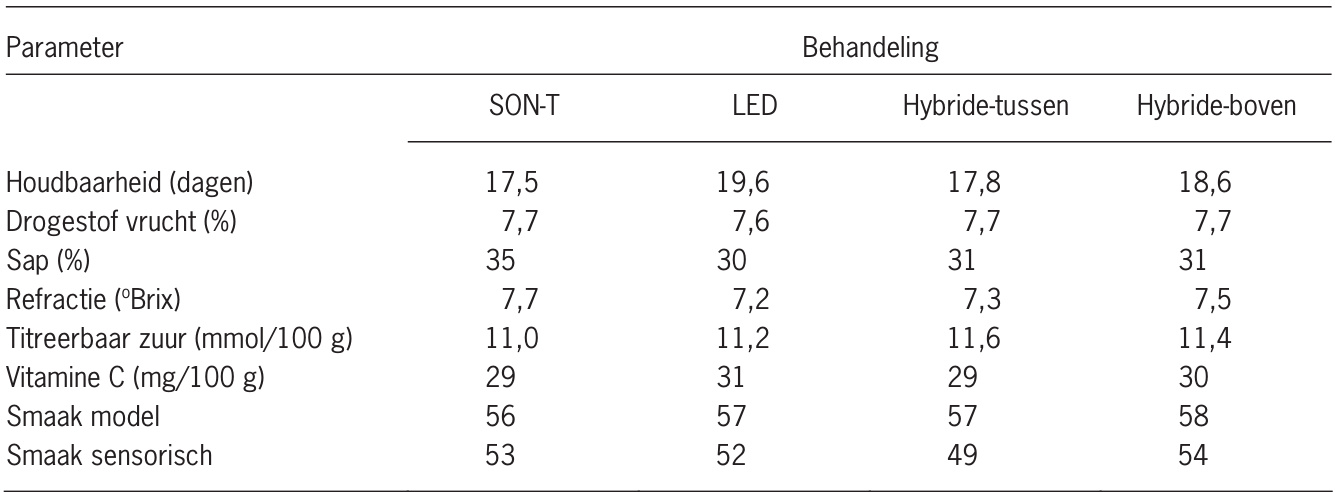 Parameter Behandeling
SON-T LED Hybride-tussen Hybride-boven
Houdbaarheid (dagen) 17,5 19,6 17,8 18,6
Drogestof vrucht (%) 7,7 7,6 7,7 7,7
Sap (%) 35 30 31 31
Refractie (ºBrix) 7,7 7,2 7,3 7,5
Titreerbaar zuur (mmol/100 g) 11,0 11,2 11,6 11,4
Vitamine C (mg/100 g) 29 31 29 30
Smaak model 56 57 57 58
Smaak sensorisch 53 52 49 54